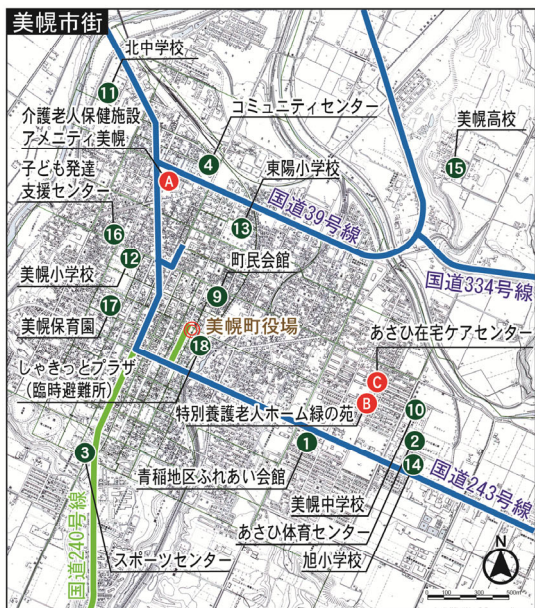 美幌市街
北中学校
11
介護老人保健施設
アメニティ美幌
A
コミュニティセンター
4
美幌高校
15
子ども発達
支援センター
16
東陽小学校
13
国道39号線
美幌小学校
12
町民会館
9
国道334号線
美幌保育園
17
美幌町役場
18
あさひ在宅ケアセンター
C
しゃきっとプラザ
(臨時避難所)
特別養護老人ホーム緑の苑
B
10
1
2
14
3
青稲地区ふれあい会館
国道243号線
美幌中学校
あさひ体育センター
旭小学校
国道240号線
スポーツセンター
N
0 100 200 300 400 500m